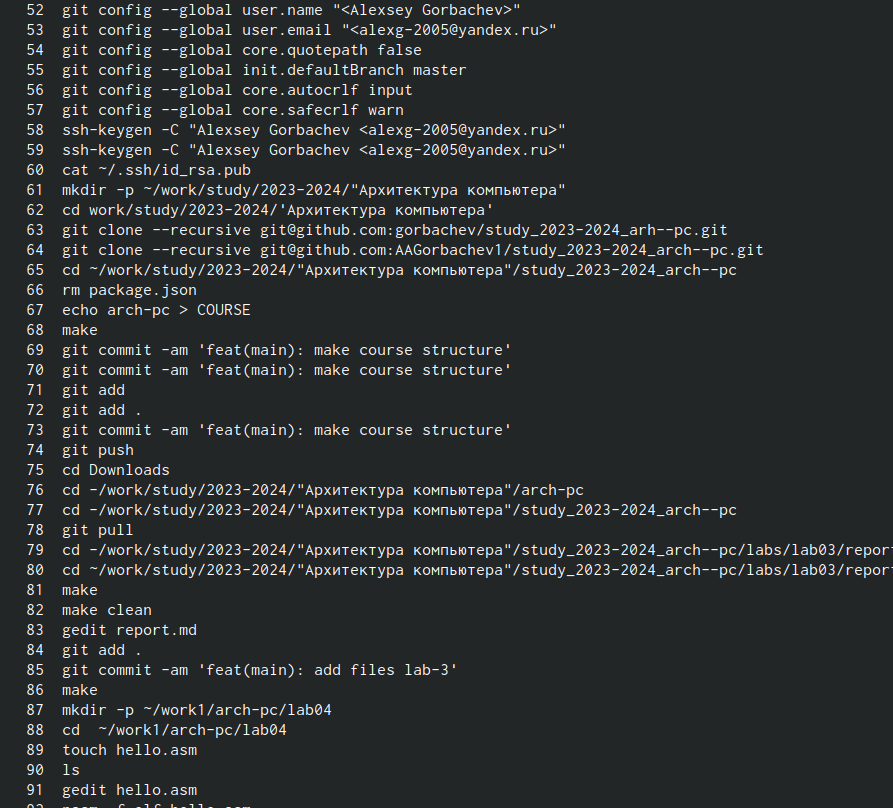 52 git config --global user.name "<Alexsey Gorbachev>"
53 git config --global user.email "<alexg-2005@yandex.ru>"
54 git config --global core.quotepath false
55 git config --global init.defaultBranch master
56 git config --global core.autocrlf input
57 git config --global core.safecrlf warn
58 ssh-keygen -C "Alexsey Gorbachev <alexg-2005@yandex.ru>"
59 ssh-keygen -C "Alexsey Gorbachev <alexg-2005@yandex.ru>"
60 cat ~/.ssh/id_rsa.pub
61 mkdir -p ~/work/study/2023-2024/"Архитектура компьютера"
62 cd work/study/2023-2024/'Архитектура компьютера'
63 git clone --recursive git@github.com:gorbachev/study_2023-2024_arh--pc.git
64 git clone --recursive git@github.com:AAGorbachev1/study_2023-2024_arch--pc.git
65 cd ~/work/study/2023-2024/"Архитектура компьютера"/study_2023-2024_arch--pc
66 rm package.json
67 echo arch-pc > COURSE
68 make
69 git commit -am 'feat(main): make course structure'
70 git commit -am 'feat(main): make course structure'
71 git add
72 git add .
73 git commit -am 'feat(main): make course structure'
74 git push
75 cd Downloads
76 cd -/work/study/2023-2024/"Архитектура компьютера"/arch-pc
77 cd -/work/study/2023-2024/"Архитектура компьютера"/study_2023-2024_arch--pc
78 git pull
79 cd -/work/study/2023-2024/"Архитектура компьютера"/study_2023-2024_arch--pc/labs/lab03/repor
80 cd ~/work/study/2023-2024/"Архитектура компьютера"/study_2023-2024_arch--pc/labs/lab03/repor
81 make
82 make clean
83 gedit report.md
84 git add .
85 git commit -am 'feat(main): add files lab-3'
86 make
87 mkdir -p ~/work1/arch-pc/lab04
88 cd  ~/work1/arch-pc/lab04
89 touch hello.asm
90 ls
91 gedit hello.asm